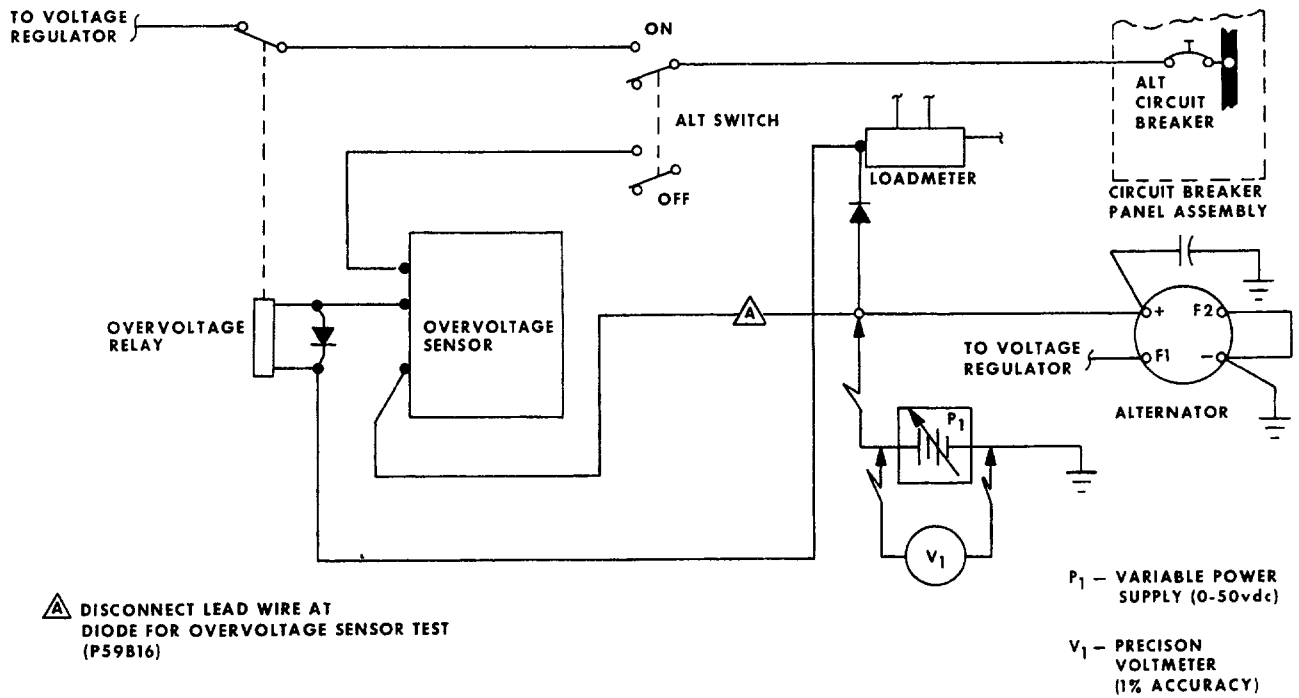 TO VOLTAGE
REGULATOR
ON
ALT SWITCH
OFF
ALT
CIRCUIT
BREAKER
CIRCUIT BREAKER
PANEL ASSEMBLY
LOADMETER
OVERVOLTAGE
RELAY
OVERVOLTAGE
SENSOR
A
TO VOLTAGE
REGULATOR
+
F2
F1
−
ALTERNATOR
P1
V1
A DISCONNECT LEAD WIRE AT
DIODE FOR OVERVOLTAGE SENSOR TEST
(P59B16)
P1 – VARIABLE POWER
SUPPLY (0-50vdc)
V1 – PRECISON
VOLTMETER
(1% ACCURACY)